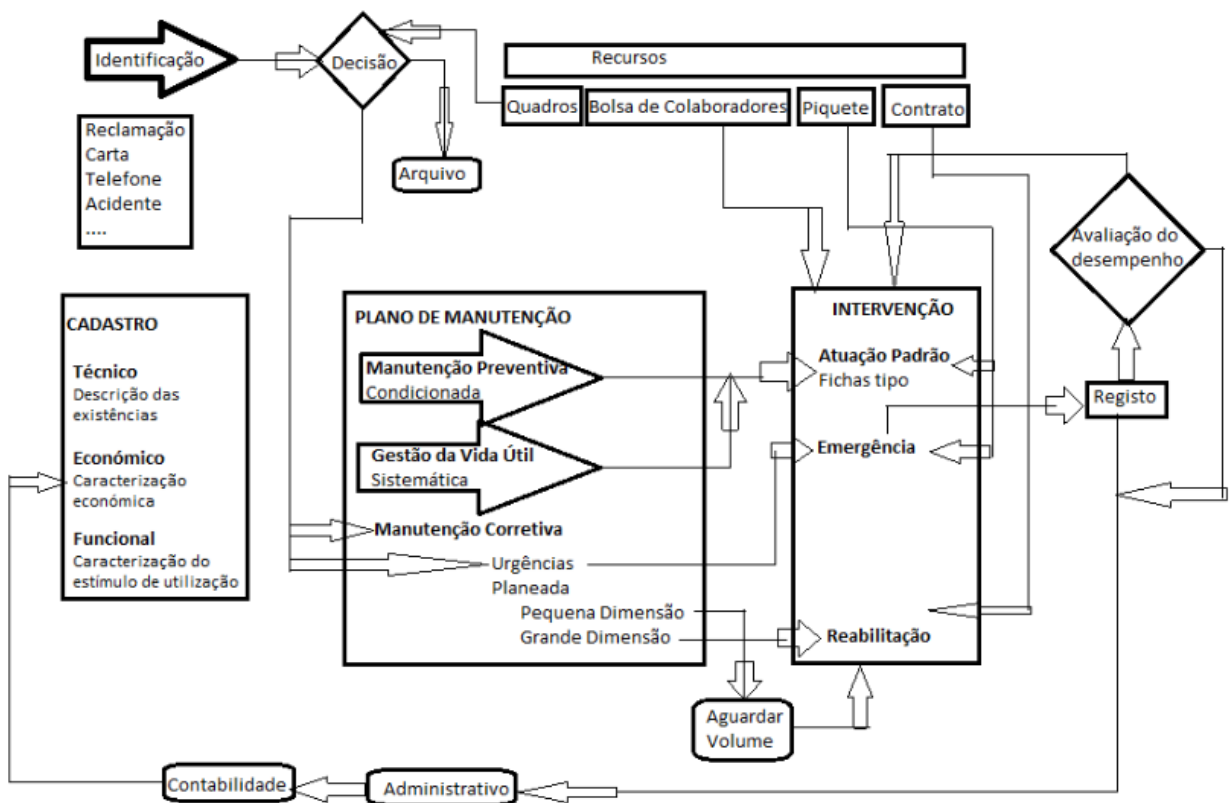 Identificação
Decisão
Recursos
Quadros
Bolsa de Colaboradores
Piquete
Contrato
Reclamação
Carta
Telefone
Acidente
....
Arquivo
Avaliação do
desempenho
CADASTRO
Técnico
Descrição das
existências
Económico
Caracterização
económica
Funcional
Caracterização do
estímulo de utilização
PLANO DE MANUTENÇÃO
Manutenção Preventiva
Condicionada
Gestão da Vida Útil
Sistemática
Manutenção Corretiva
Urgências
Planeada
Pequena Dimensão
Grande Dimensão
INTERVENÇÃO
Atuação Padrão
Fichas tipo
Emergência
Reabilitação
Registo
Aguardar
Volume
Contabilidade
Administrativo